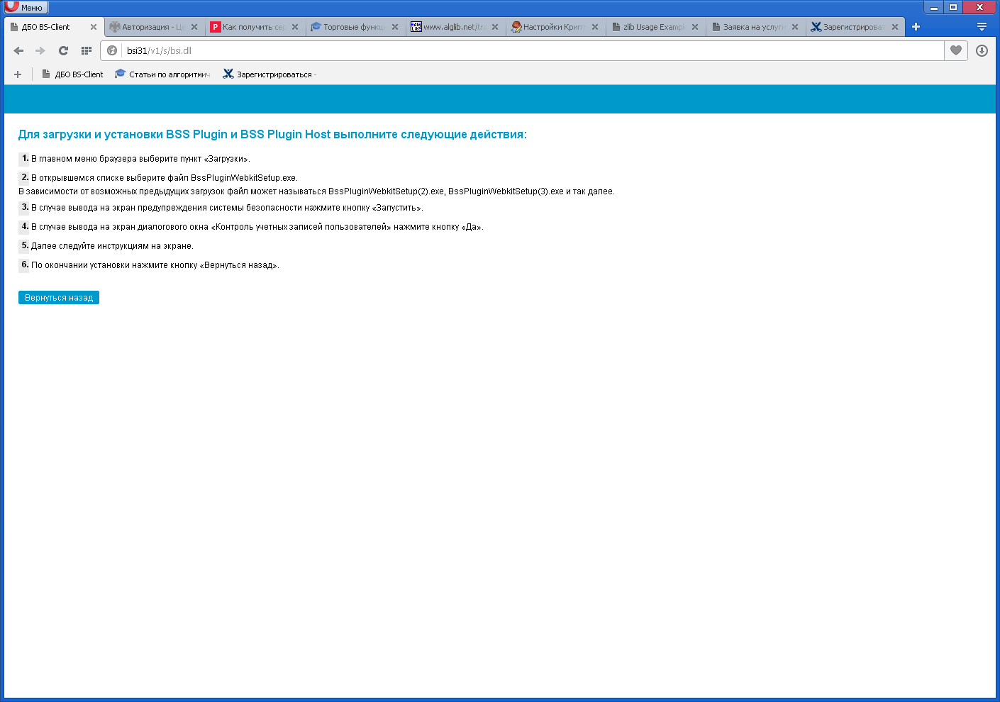 Меню
ДБО BS-Client
Авторизация - Це
Как получить сер
Торговые функц
www.alglib.net/tra
Настройки Крип
zlib Usage Exampl
Заявка на услуги
Зарегистрироват
bsi31/v1/s/bsi.dll
ДБО BS-Client
Статьи по алгоритмич
Зарегистрироваться -
Для загрузки и установки BSS Plugin и BSS Plugin Host выполните следующие действия:
1. В главном меню браузера выберите пункт «Загрузки».
2. В открывшемся списке выберите файл BssPluginWebkitSetup.exe.
В зависимости от возможных предыдущих загрузок файл может называться BssPluginWebkitSetup(2).exe, BssPluginWebkitSetup(3).exe и так далее.
3. В случае вывода на экран предупреждения системы безопасности нажмите кнопку «Запустить».
4. В случае вывода на экран диалогового окна «Контроль учетных записей пользователей» нажмите кнопку «Да».
5. Далее следуйте инструкциям на экране.
6. По окончании установки нажмите кнопку «Вернуться назад».
Вернуться назад